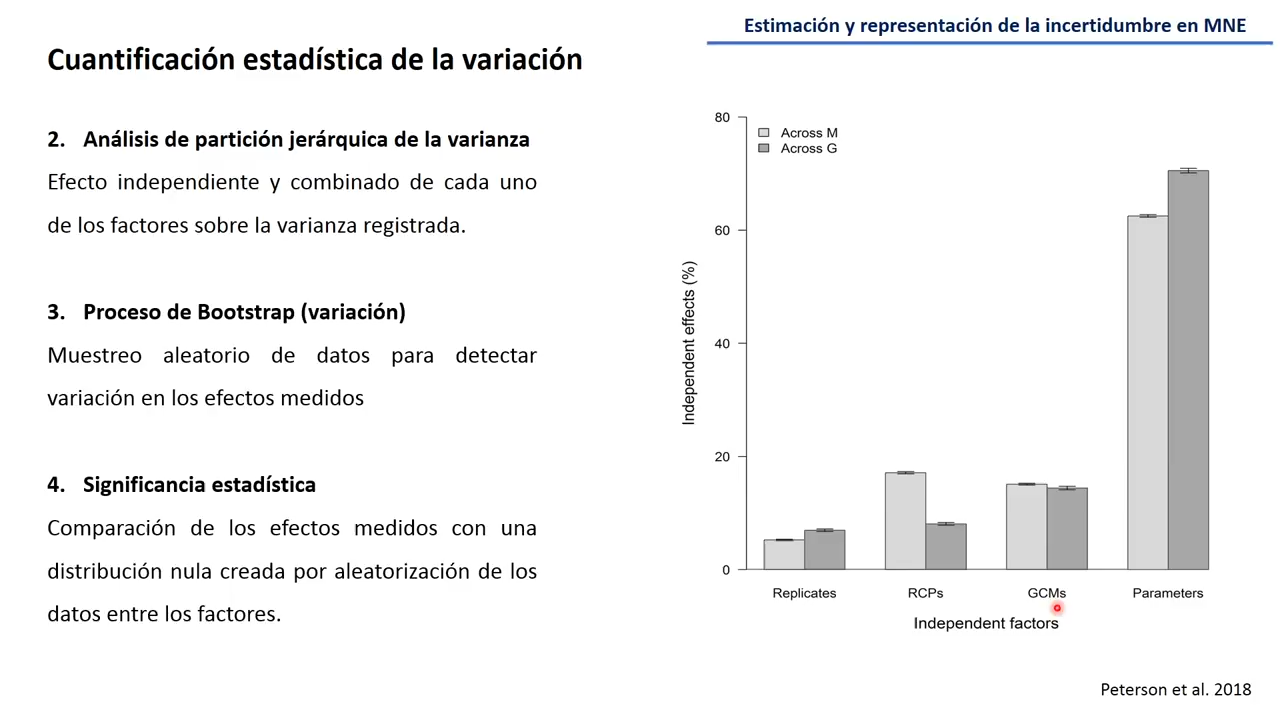 Estimación y representación de la incertidumbre en MNE
Cuantificación estadística de la variación
2. Análisis de partición jerárquica de la varianza
Efecto independiente y combinado de cada uno
de los factores sobre la varianza registrada.
3. Proceso de Bootstrap (variación)
Muestreo aleatorio de datos para detectar
variación en los efectos medidos
4. Significancia estadística
Comparación de los efectos medidos con una
distribución nula creada por aleatorización de los
datos entre los factores.
Across M
Across G
Independent effects (%)
80
60
40
20
0
Replicates RCPs GCMs Parameters
Independent factors
Peterson et al. 2018